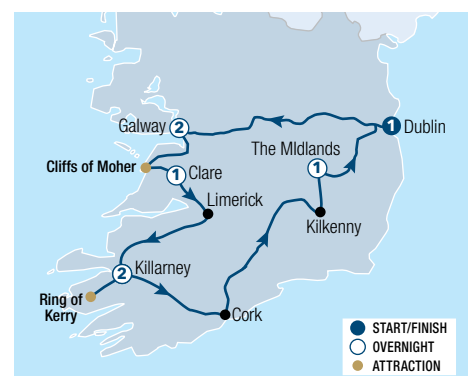 Galway
2
1
Dublin
The MIdlands
1
Cliffs of Moher
1
Clare
Limerick
Kilkenny
2
Killarney
Ring of
Kerry
Cork
START/FINISH
OVERNIGHT
ATTRACTION